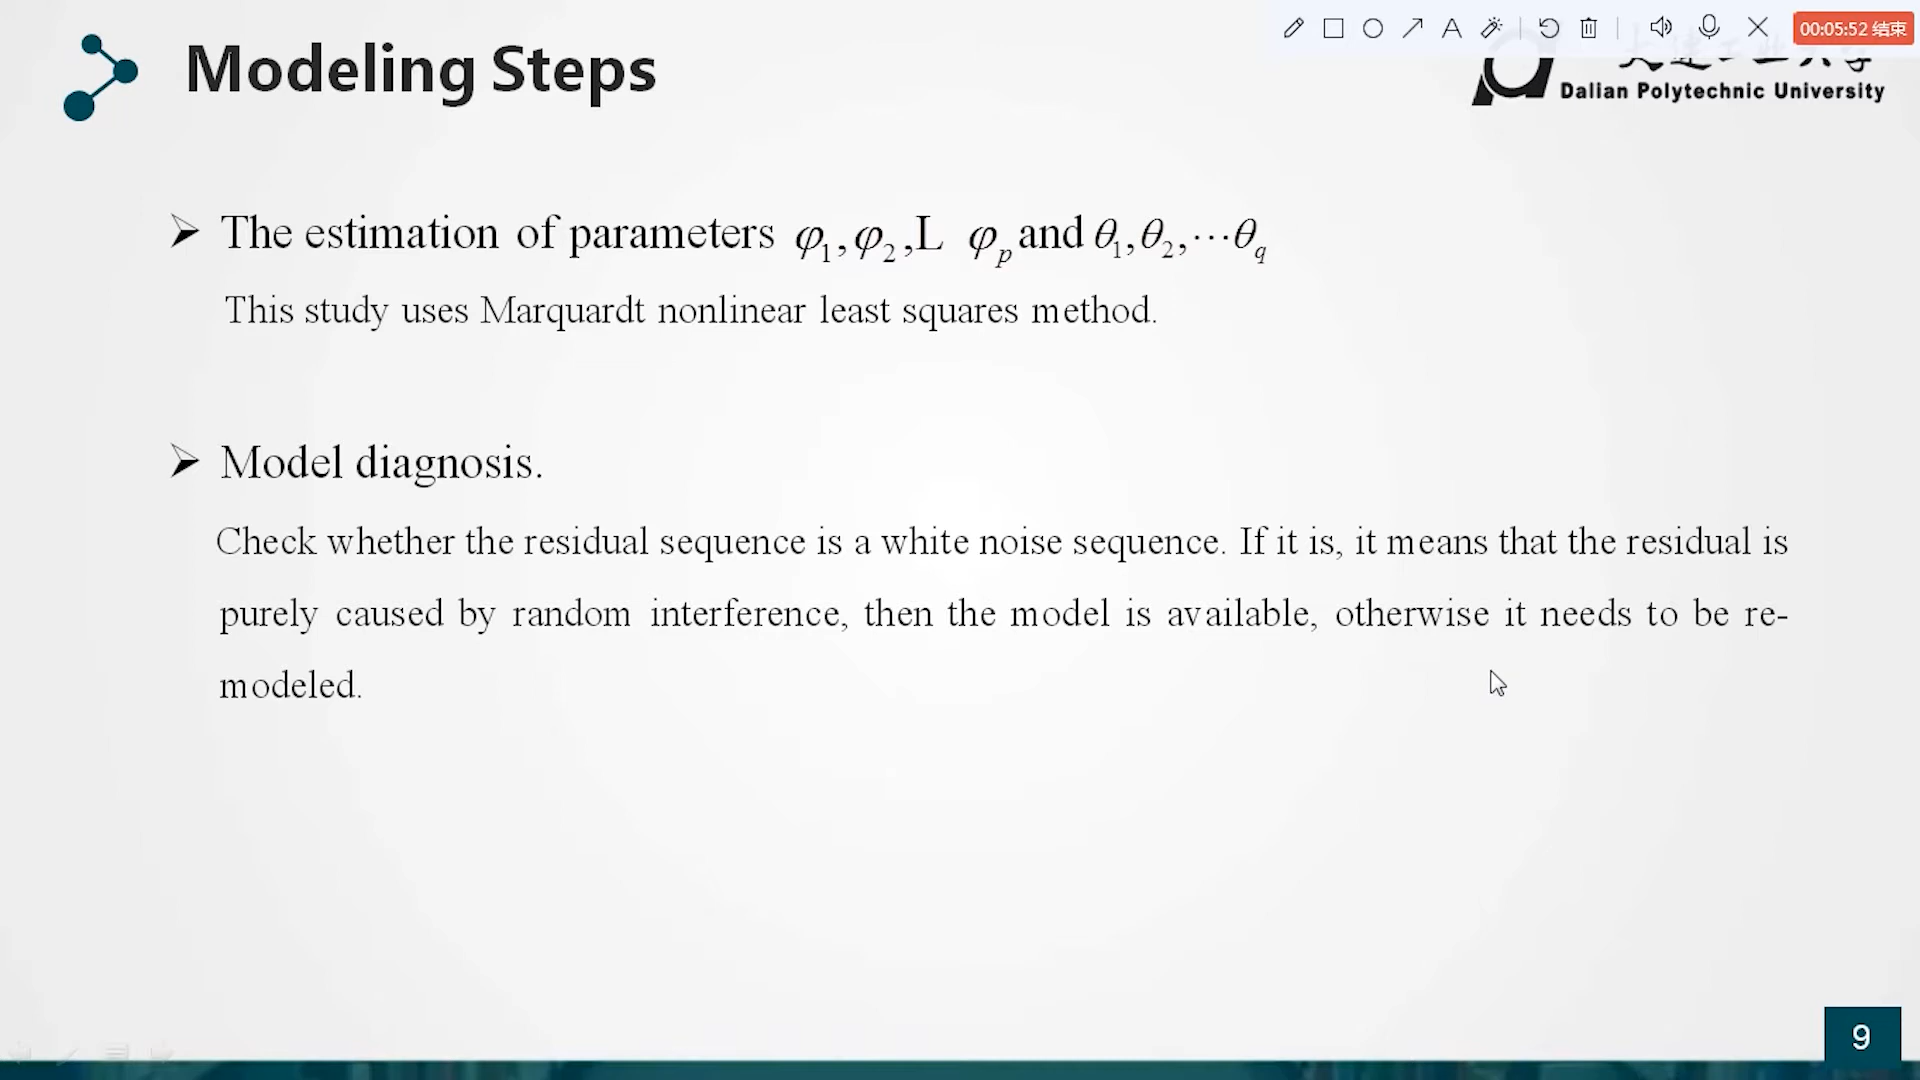 00:05:52 结束
Modeling Steps
Dalian Polytechnic University
The estimation of parameters φ₁,φ₂,L φₚ and θ₁,θ₂,⋯θq
This study uses Marquardt nonlinear least squares method.
Model diagnosis.
Check whether the residual sequence is a white noise sequence. If it is, it means that the residual is
purely caused by random interference, then the model is available, otherwise it needs to be re-
modeled.
9